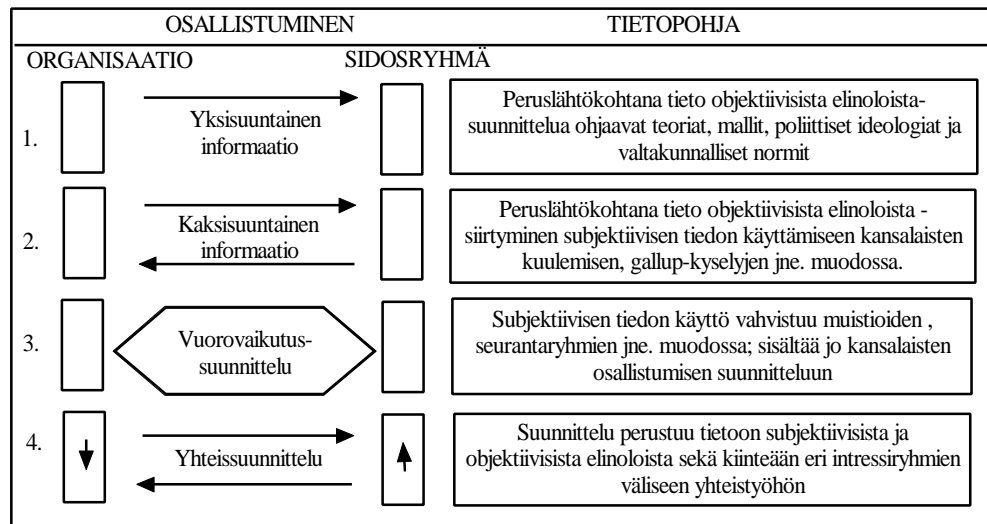 OSALLISTUMINEN TIETOPOHJA
ORGANISAATIO SIDOSRYHMÄ
1.
Yksisuuntainen
informaatio
Peruslähtökohtana tieto objektiivisista elinoloista-
suunnittelua ohjaavat teoriat, mallit, poliittiset ideologiat ja
valtakunnalliset normit
2.
Kaksisuuntainen
informaatio
Peruslähtökohtana tieto objektiivisista elinoloista -
siirtyminen subjektiivisen tiedon käyttämiseen kansalaisten
kuulemisen, gallup-kyselyjen jne. muodossa.
3.
Vuorovaikutus-
suunnittelu
Subjektiivisen tiedon käyttö vahvistuu muistioiden ,
seurantaryhmien jne. muodossa; sisältää jo kansalaisten
osallistumisen suunnitteluun
4.
Yhteissuunnittelu
Suunnittelu perustuu tietoon subjektiivisista ja
objektiivisista elinoloista sekä kiinteään eri intressiryhmien
väliseen yhteistyöhön